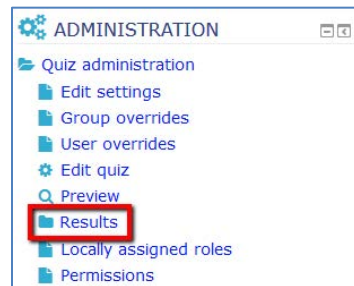 ADMINISTRATION
Quiz administration
Edit settings
Group overrides
User overrides
Edit quiz
Preview
Results
Locally assigned roles
Permissions